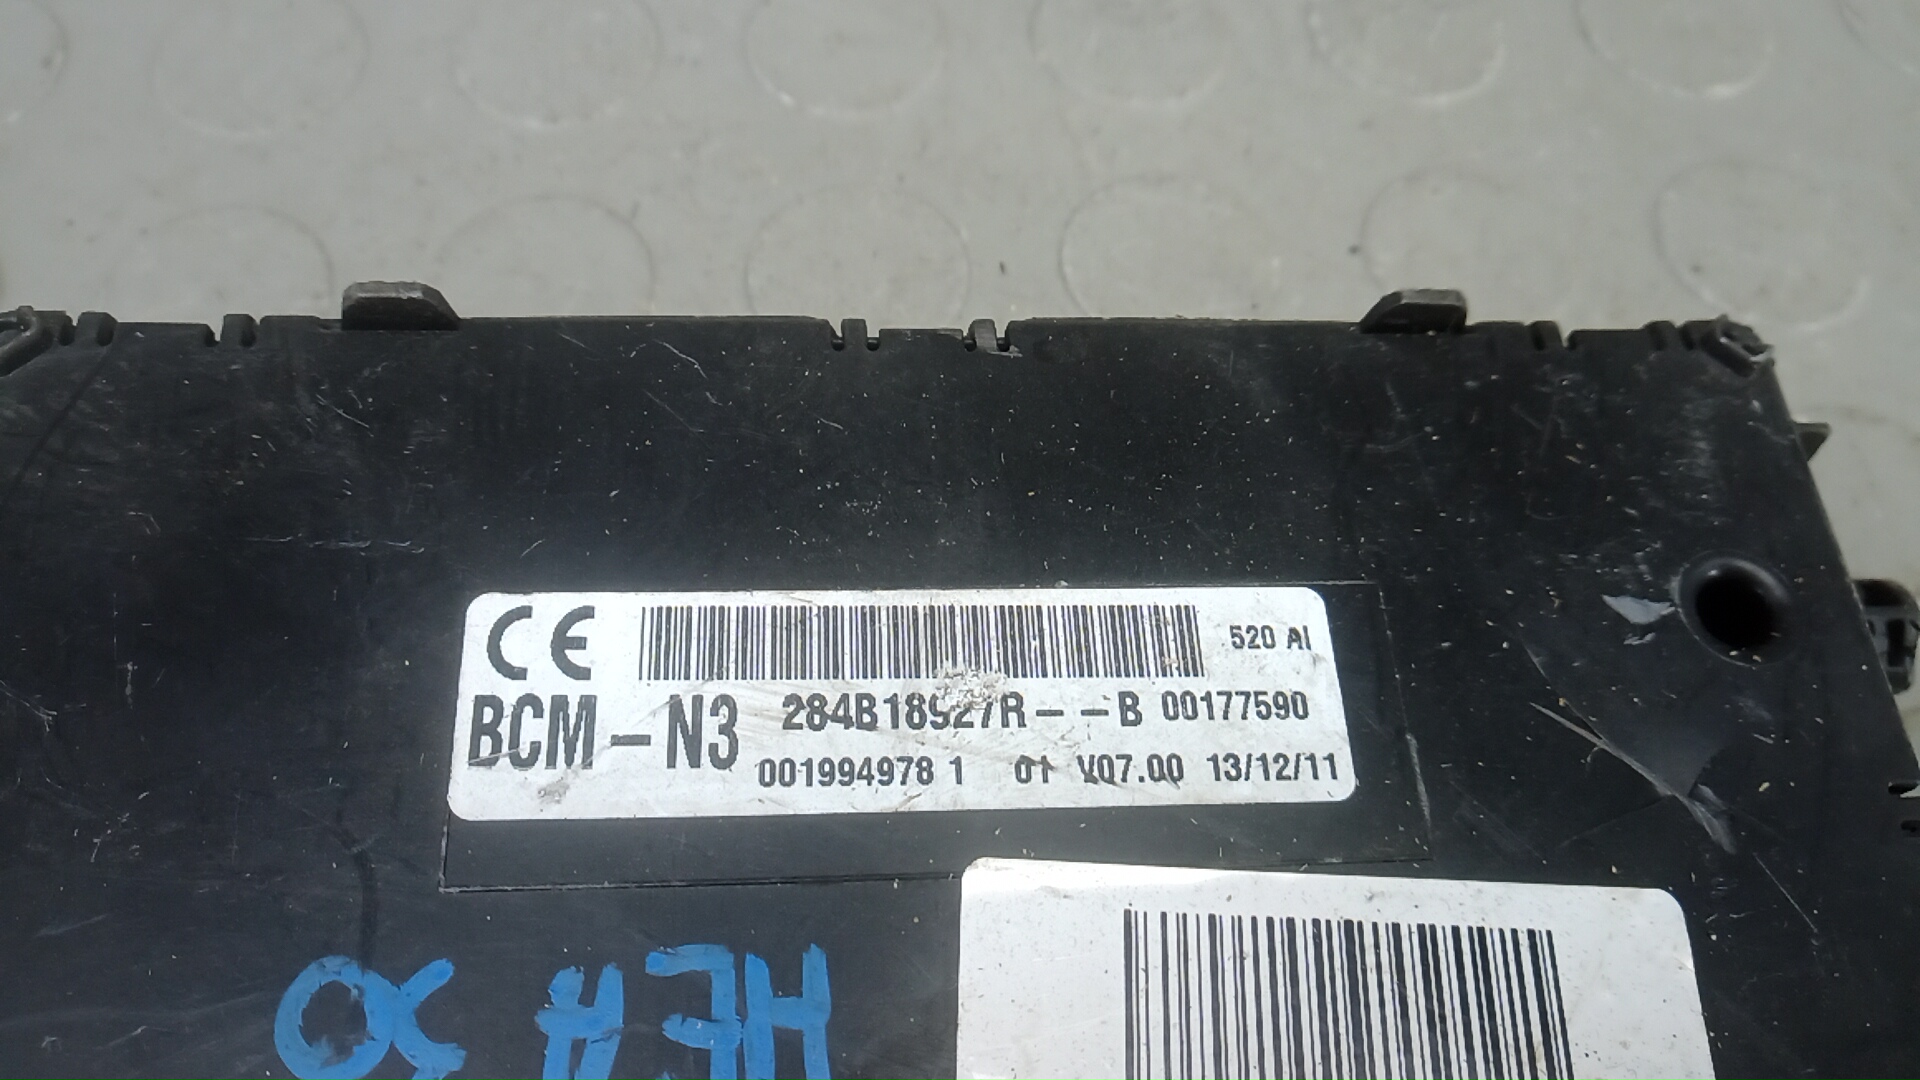 CE 520 AI
BCM-N3 284B18927R--B 00177590
001994978 1 01 V07.00 13/12/11